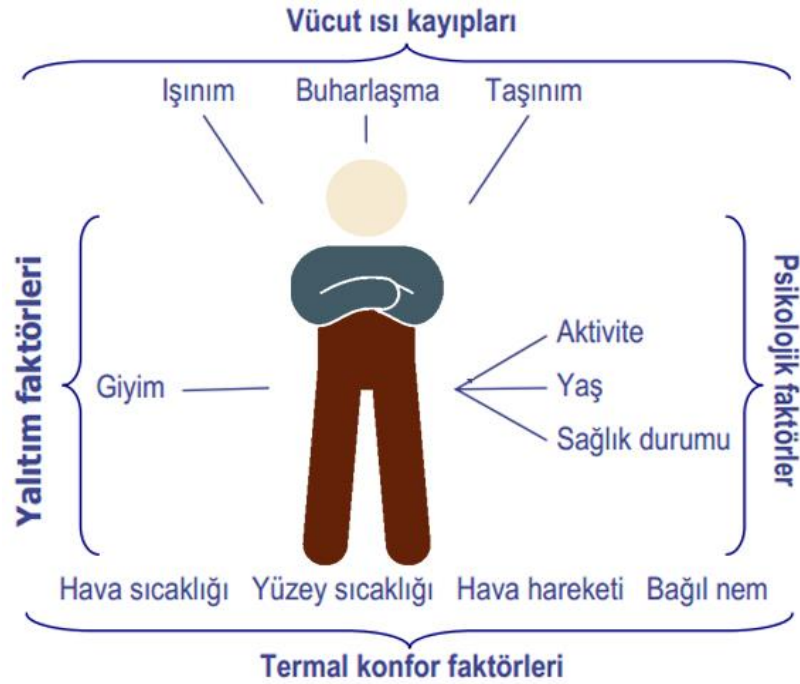 Vücut ısı kayıpları
Işınım Buharlaşma Taşınım
Yalıtım faktörleri
Giyim
Aktivite
Yaş
Sağlık durumu
Psikolojik faktörler
Hava sıcaklığı Yüzey sıcaklığı Hava hareketi Bağıl nem
Termal konfor faktörleri